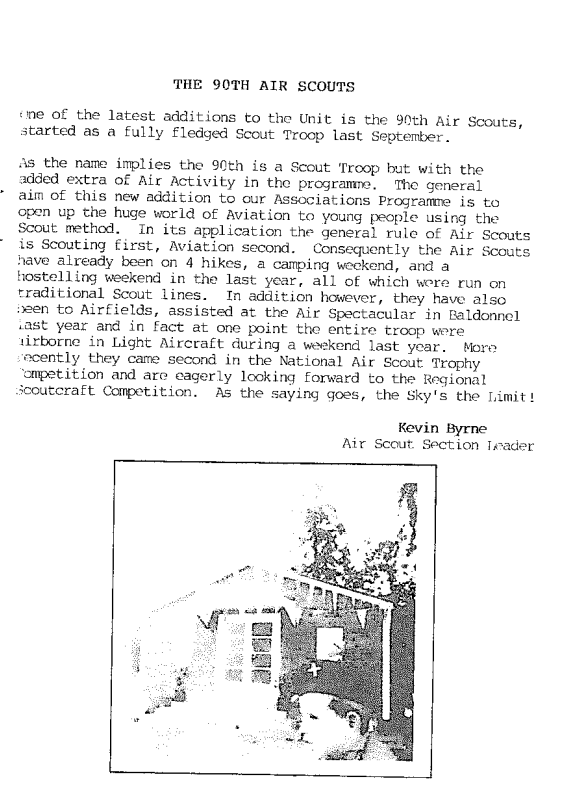 THE 90TH AIR SCOUTS
One of the latest additions to the Unit is the 90th Air Scouts,
started as a fully fledged Scout Troop last September.
As the name implies the 90th is a Scout Troop but with the
added extra of Air Activity in the programme. The general
aim of this new addition to our Associations Programme is to
open up the huge world of Aviation to young people using the
Scout method. In its application the general rule of Air Scouts
is Scouting first, Aviation second. Consequently the Air Scouts
have already been on 4 hikes, a camping weekend, and a
hostelling weekend in the last year, all of which were run on
traditional Scout lines. In addition however, they have also
been to Airfields, assisted at the Air Spectacular in Baldonnel
last year and in fact at one point the entire troop were
airborne in Light Aircraft during a weekend last year. More
recently they came second in the National Air Scout Trophy
Competition and are eagerly looking forward to the Regional
Scoutcraft Competition. As the saying goes, the Sky's the Limit!
Kevin Byrne
Air Scout Section Leader